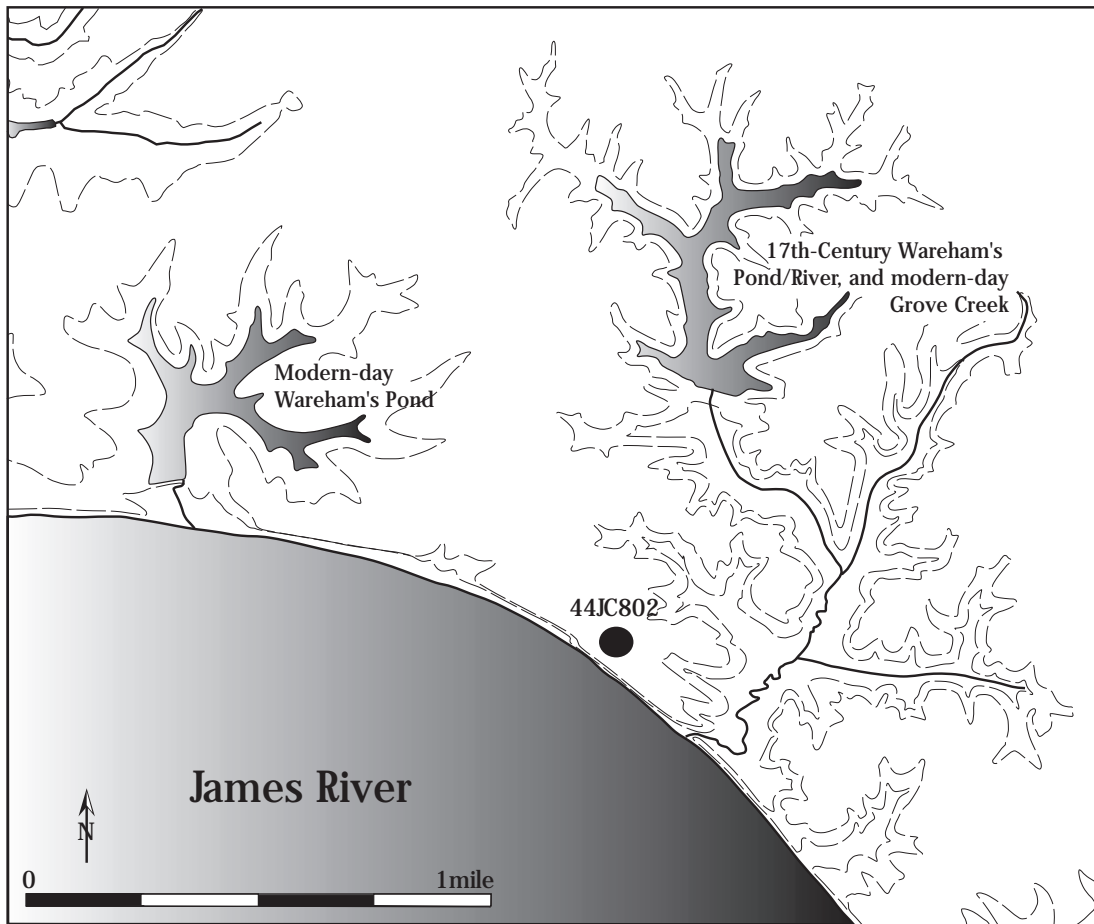 17th-Century Wareham's
Pond/River, and modern-day
Grove Creek
Modern-day
Wareham's Pond
44JC802
James River
N
0
1mile